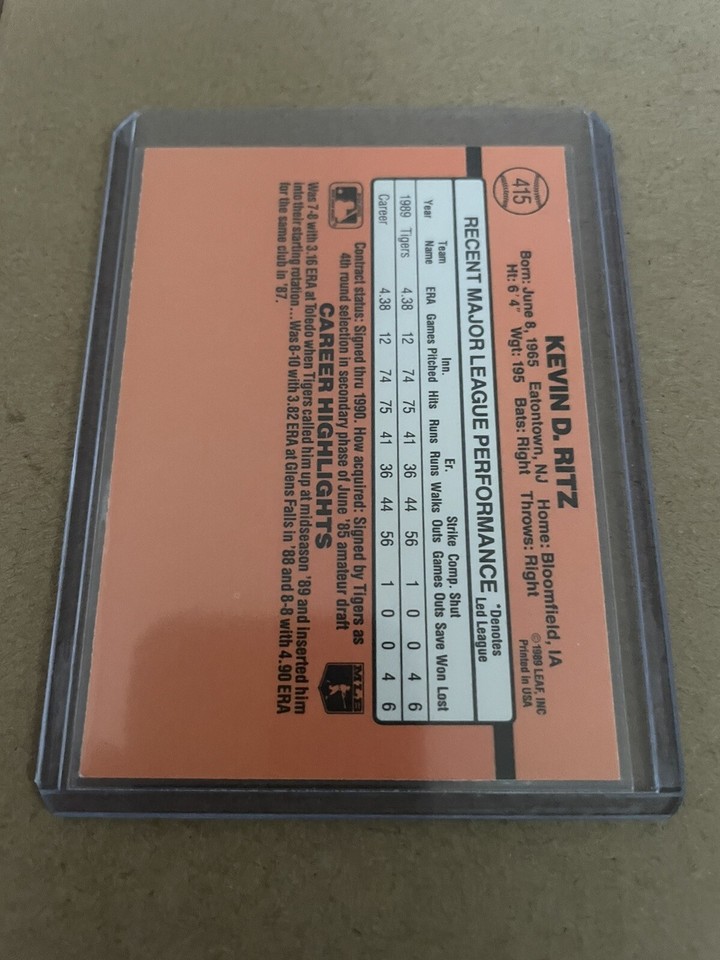 415
KEVIN D. RITZ
Born: June 8, 1965 Eatontown, NJ Home: Bloomfield, IA
Ht: 6' 4" Wgt: 195 Bats: Right Throws: Right
© 1989 LEAF, INC
Printed in USA
RECENT MAJOR LEAGUE PERFORMANCE *Denotes Led League
Year Team Name ERA Games Inn. Pitched Hits Runs Er. Runs Walks Strike Outs Comp. Games Shut Outs Save Won Lost
1989 Tigers 4.38 12 74 75 41 36 44 56 1 0 0 4 6
Career 4.38 12 74 75 41 36 44 56 1 0 0 4 6
Contract status: Signed thru 1990. How acquired: Signed by Tigers as
4th round selection in secondary phase of June '85 amateur draft
CAREER HIGHLIGHTS
MLB
Was 7-8 with 3.16 ERA at Toledo when Tigers called him up at midseason '89 and inserted him
into their starting rotation...Was 8-10 with 3.82 ERA at Glens Falls in '88 and 8-8 with 4.90 ERA
for the same club in '87.